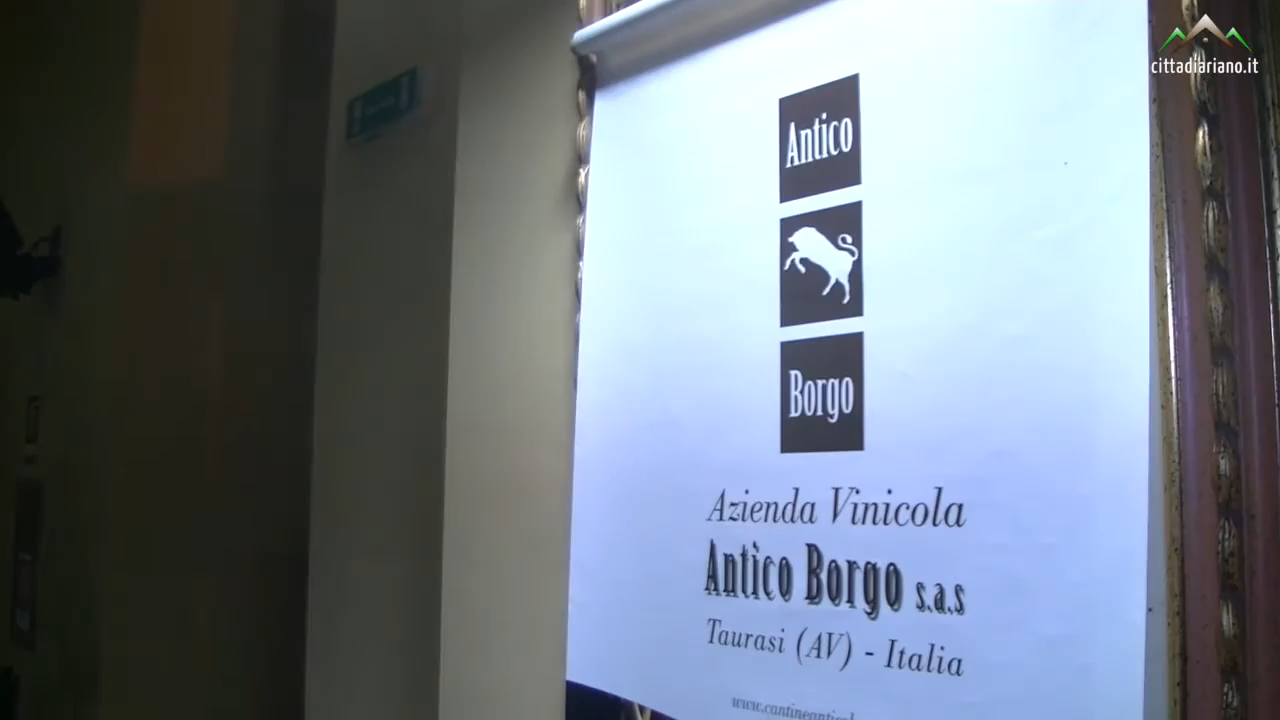 cittadiariano.it
Antico
Borgo
Azienda Vinicola
Antico Borgo s.a.s
Taurasi (AV) - Italia